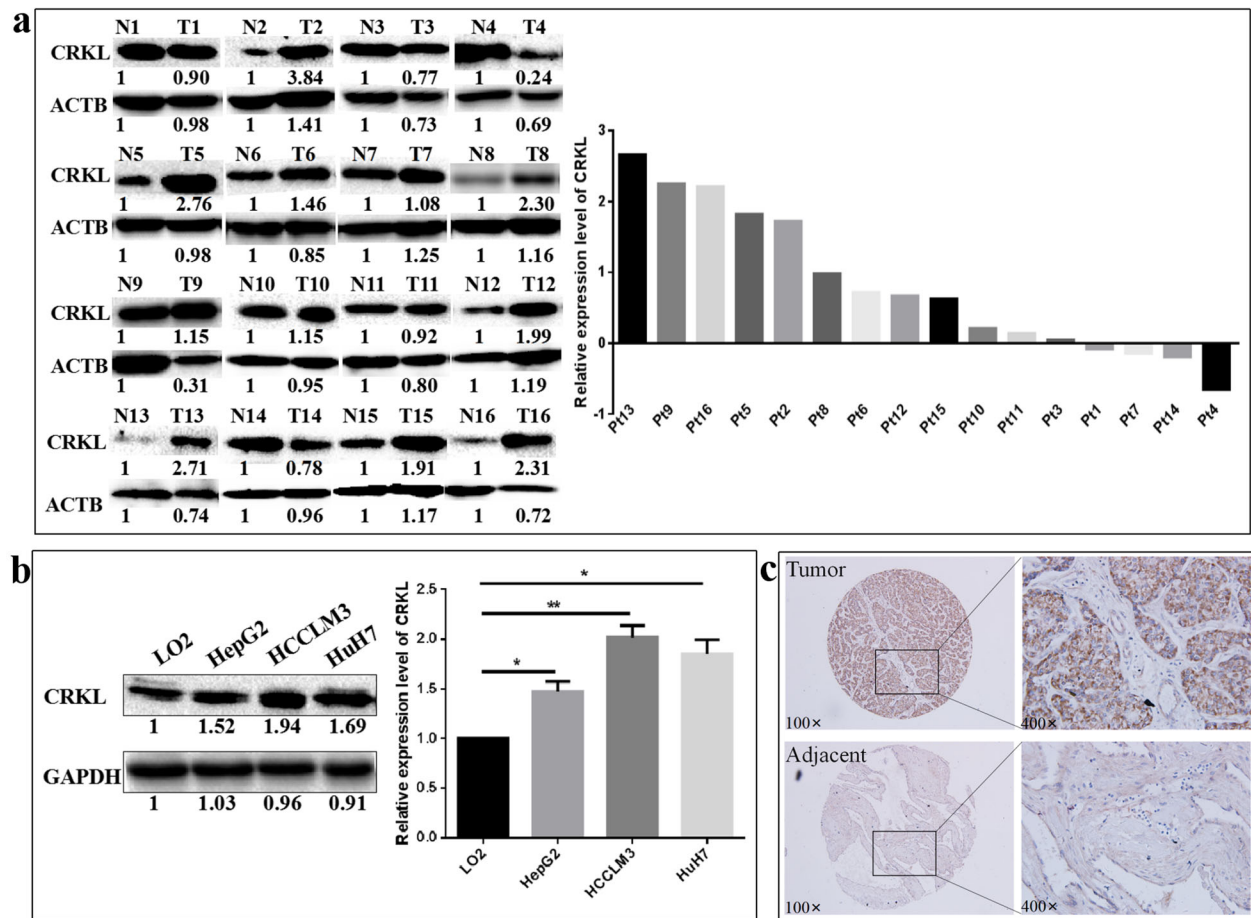 a
N1 T1 N2 T2 N3 T3 N4 T4
CRKL
1 0.90 1 3.84 1 0.77 1 0.24
ACTB
1 0.98 1 1.41 1 0.73 1 0.69
N5 T5 N6 T6 N7 T7 N8 T8
CRKL
1 2.76 1 1.46 1 1.08 1 2.30
ACTB
1 0.98 1 0.85 1 1.25 1 1.16
N9 T9 N10 T10 N11 T11 N12 T12
CRKL
1 1.15 1 1.15 1 0.92 1 1.99
ACTB
1 0.31 1 0.95 1 0.80 1 1.19
N13 T13 N14 T14 N15 T15 N16 T16
CRKL
1 2.71 1 0.78 1 1.91 1 2.31
ACTB
1 0.74 1 0.96 1 1.17 1 0.72
Relative expression level of CRKL
3
2
1
0
-1
Pt13 Pt9 Pt16 Pt5 Pt2 Pt8 Pt6 Pt12 Pt15 Pt10 Pt11 Pt3 Pt1 Pt7 Pt14 Pt4
b
LO2 HepG2 HCCLM3 HuH7
CRKL
1 1.52 1.94 1.69
GAPDH
1 1.03 0.96 0.91
Relative expression level of CRKL
2.5
2.0
1.5
1.0
0.5
0.0
*
**
*
LO2 HepG2 HCCLM3 HuH7
c
Tumor
100× 400×
Adjacent
100× 400×